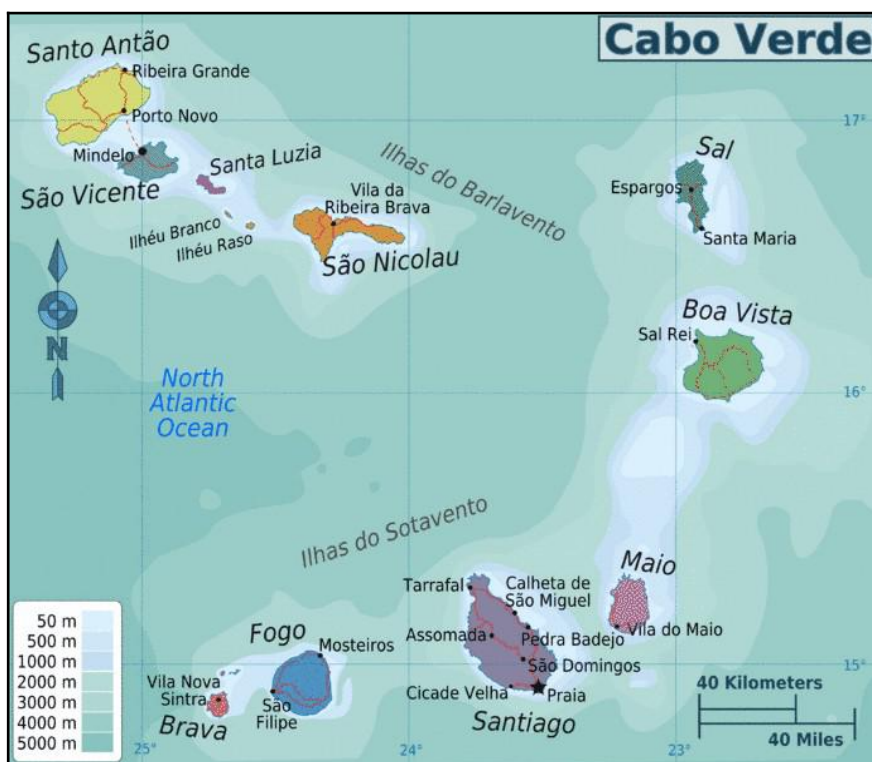 Cabo Verde
Santo Antão
Ribeira Grande
Porto Novo
Mindelo
São Vicente
Santa Luzia
Ilhéu Branco
Ilhéu Raso
Vila da
Ribeira Brava
São Nicolau
Ilhas do Barlavento
Sal
Espargos
Santa Maria
17°
Boa Vista
Sal Rei
16°
N
North
Atlantic
Ocean
Ilhas do Sotavento
Maio
Vila do Maio
Tarrafal
Calheta de
São Miguel
Assomada
Pedra Badejo
São Domingos
Cicade Velha
Praia
Santiago
15°
Fogo
Mosteiros
São
Filipe
Vila Nova
Sintra
Brava
50 m
500 m
1000 m
2000 m
3000 m
4000 m
5000 m
25°
24°
23°
40 Kilometers
40 Miles